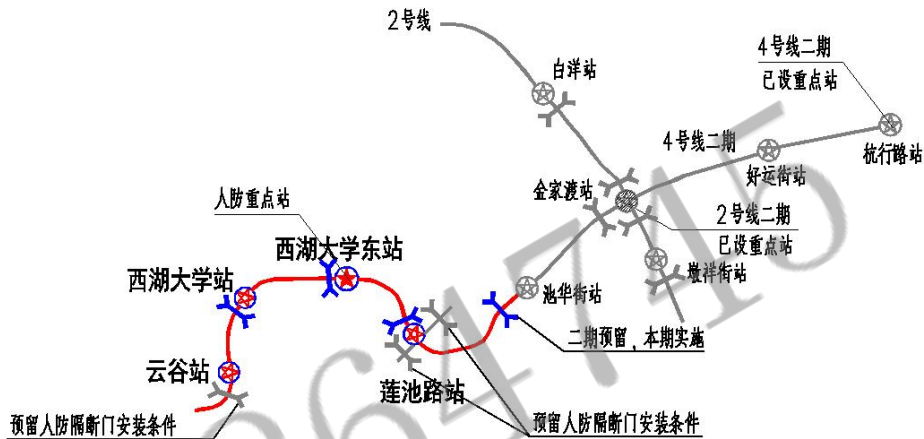 2号线
白洋站
4号线二期
已设重点站
4号线二期
杭行路站
好运街站
金家渡站
2号线二期
已设重点站
墩祥街站
人防重点站
西湖大学东站
西湖大学站
池华街站
二期预留，本期实施
云谷站
莲池路站
预留人防隔断门安装条件
预留人防隔断门安装条件